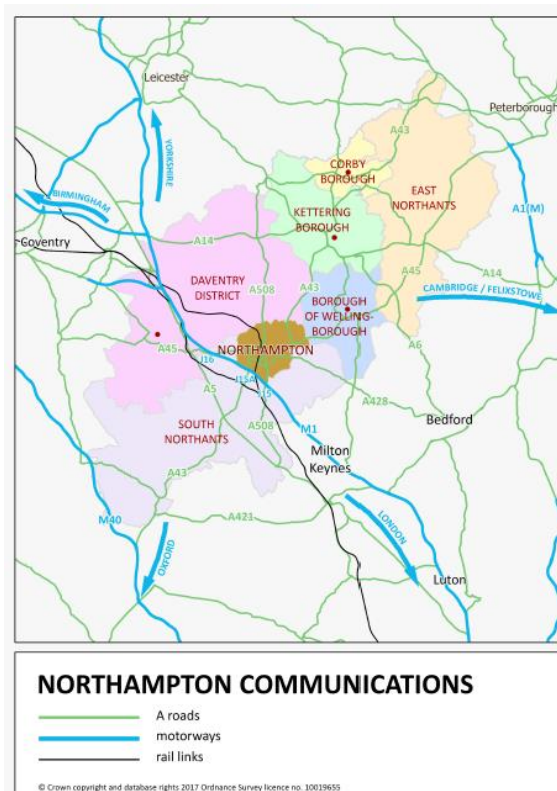 Leicester
Peterborough
A43
YORKSHIRE
CORBY
BOROUGH
BIRMINGHAM
EAST
NORTHANTS
KETTERING
BOROUGH
A1(M)
Coventry
A14
DAVENTRY
DISTRICT
A508
A43
A45
A14
CAMBRIDGE / FELIXSTOWE
BOROUGH
OF WELLING-
BOROUGH
NORTHAMPTON
A45
J16
A6
J15A
A5
J15
A428
SOUTH
NORTHANTS
A508
M1
Bedford
Milton
Keynes
A43
M40
A421
LONDON
OXFORD
Luton
NORTHAMPTON COMMUNICATIONS
A roads
motorways
rail links
© Crown copyright and database rights 2017 Ordnance Survey licence no. 10019655